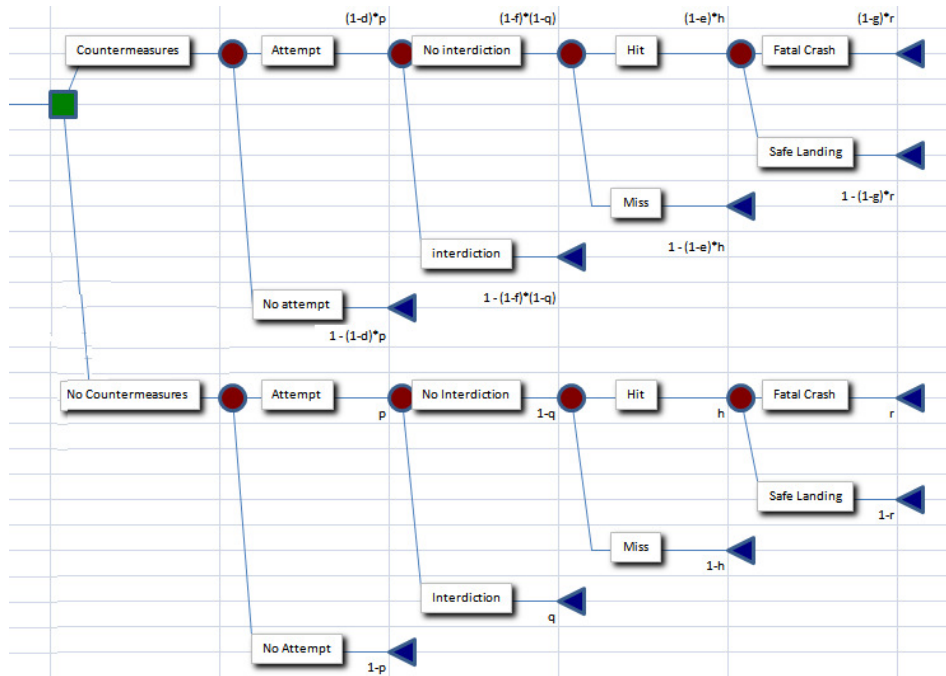 (1-d)*p (1-f)*(1-q) (1-e)*h (1-g)*r
Countermeasures Attempt No interdiction Hit Fatal Crash
Safe Landing
Miss 1 - (1-g)*r
interdiction 1 - (1-e)*h
No attempt 1 - (1-f)*(1-q)
1 - (1-d)*p
No Countermeasures Attempt No Interdiction Hit Fatal Crash
p 1-q h r
Safe Landing
1-r
Miss
1-h
Interdiction
q
No Attempt
1-p